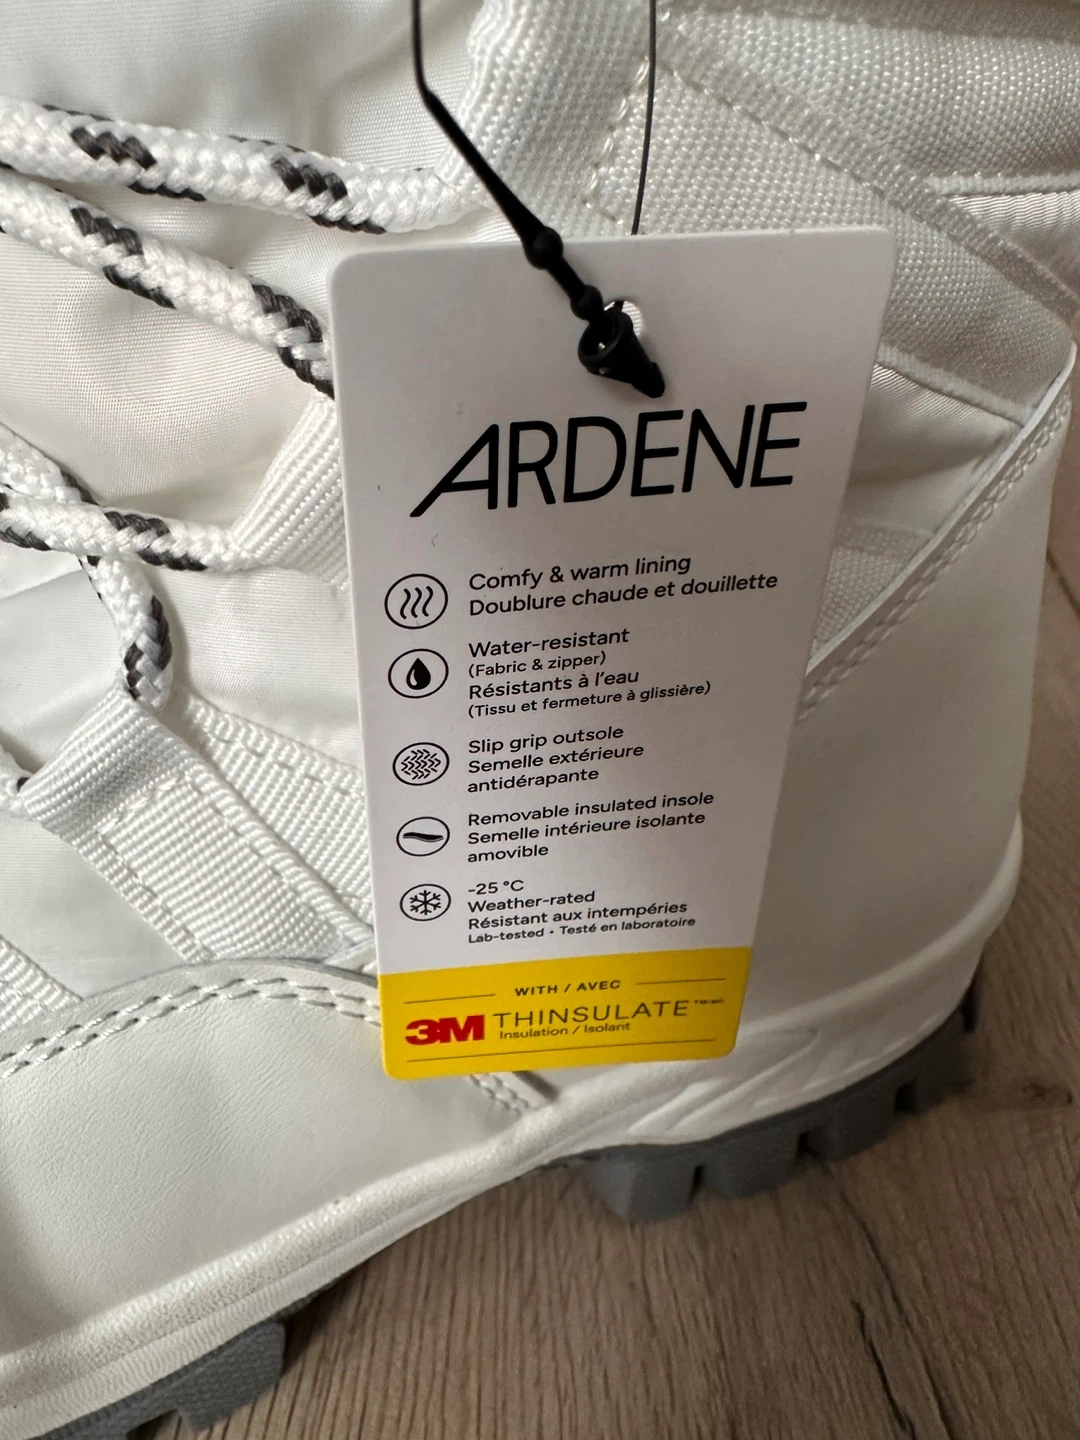 ARDENE
Comfy & warm lining
Doublure chaude et douillette
Water-resistant
(Fabric & zipper)
Résistants à l'eau
(Tissu et fermeture à glissière)
Slip grip outsole
Semelle extérieure
antidérapante
Removable insulated insole
Semelle intérieure isolante
amovible
-25 °C
Weather-rated
Résistant aux intempéries
Lab-tested • Testé en laboratoire
WITH / AVEC
3M THINSULATE TM/MC
Insulation / Isolant